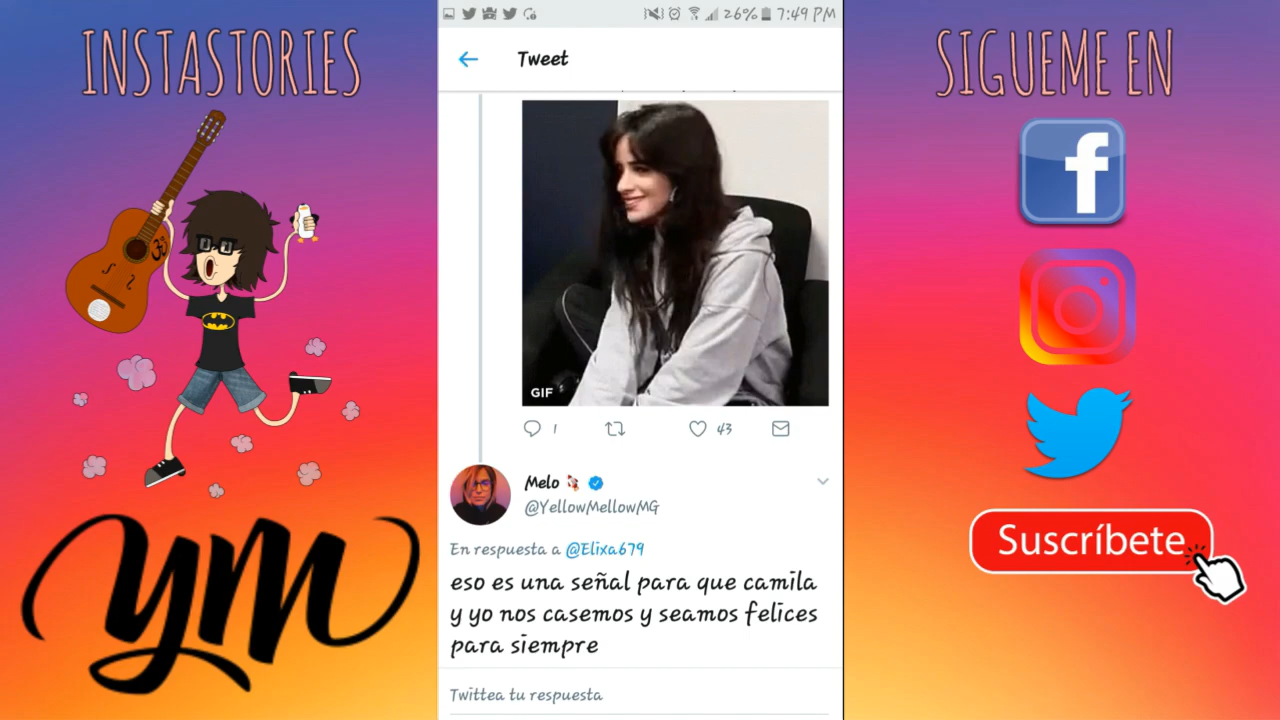 INSTASTORIES
ym
26% 7:49 PM
Tweet
GIF
1 43
Melo
@YellowMellowMG
En respuesta a @Elixa679
eso es una señal para que camila
y yo nos casemos y seamos felices
para siempre
Twittea tu respuesta
SIGUEME EN
f
Suscríbete